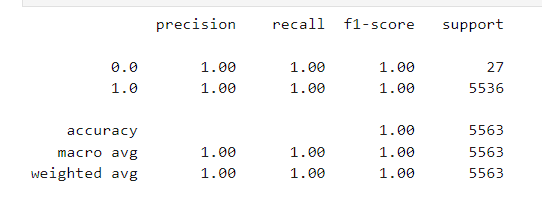 precision recall f1-score support
0.0 1.00 1.00 1.00 27
1.0 1.00 1.00 1.00 5536
accuracy 1.00 5563
macro avg 1.00 1.00 1.00 5563
weighted avg 1.00 1.00 1.00 5563